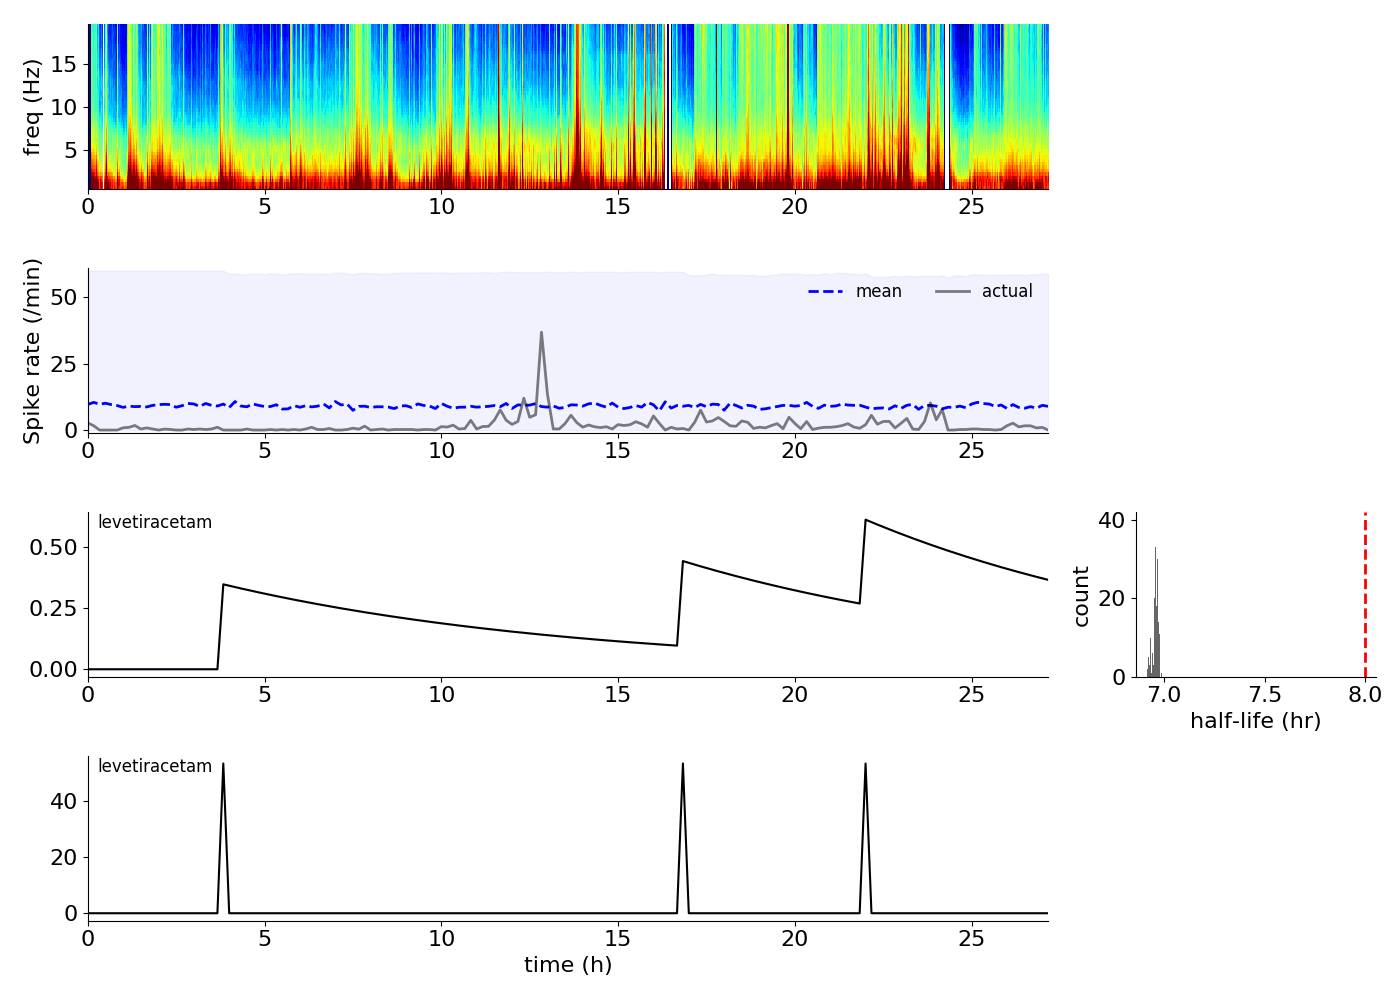 freq (Hz)
15
10
5
0 5 10 15 20 25
Spike rate (/min)
50
25
0
mean actual
0 5 10 15 20 25
levetiracetam
0.50
0.25
0.00
0 5 10 15 20 25
count
40
20
0
7.0 7.5 8.0
half-life (hr)
levetiracetam
40
20
0
0 5 10 15 20 25
time (h)